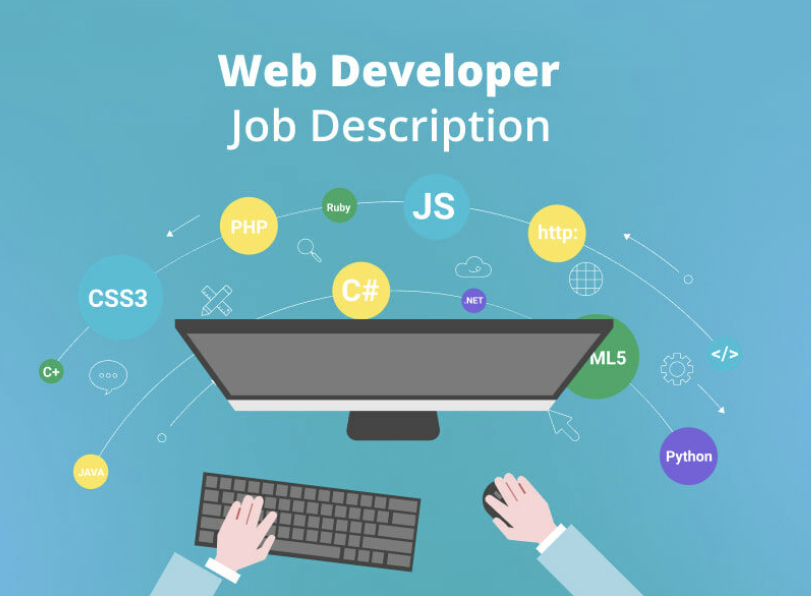 Web Developer
Job Description
Ruby
JS
PHP
http:
C#
CSS3
.NET
</>
ML5
C+
Python
JAVA